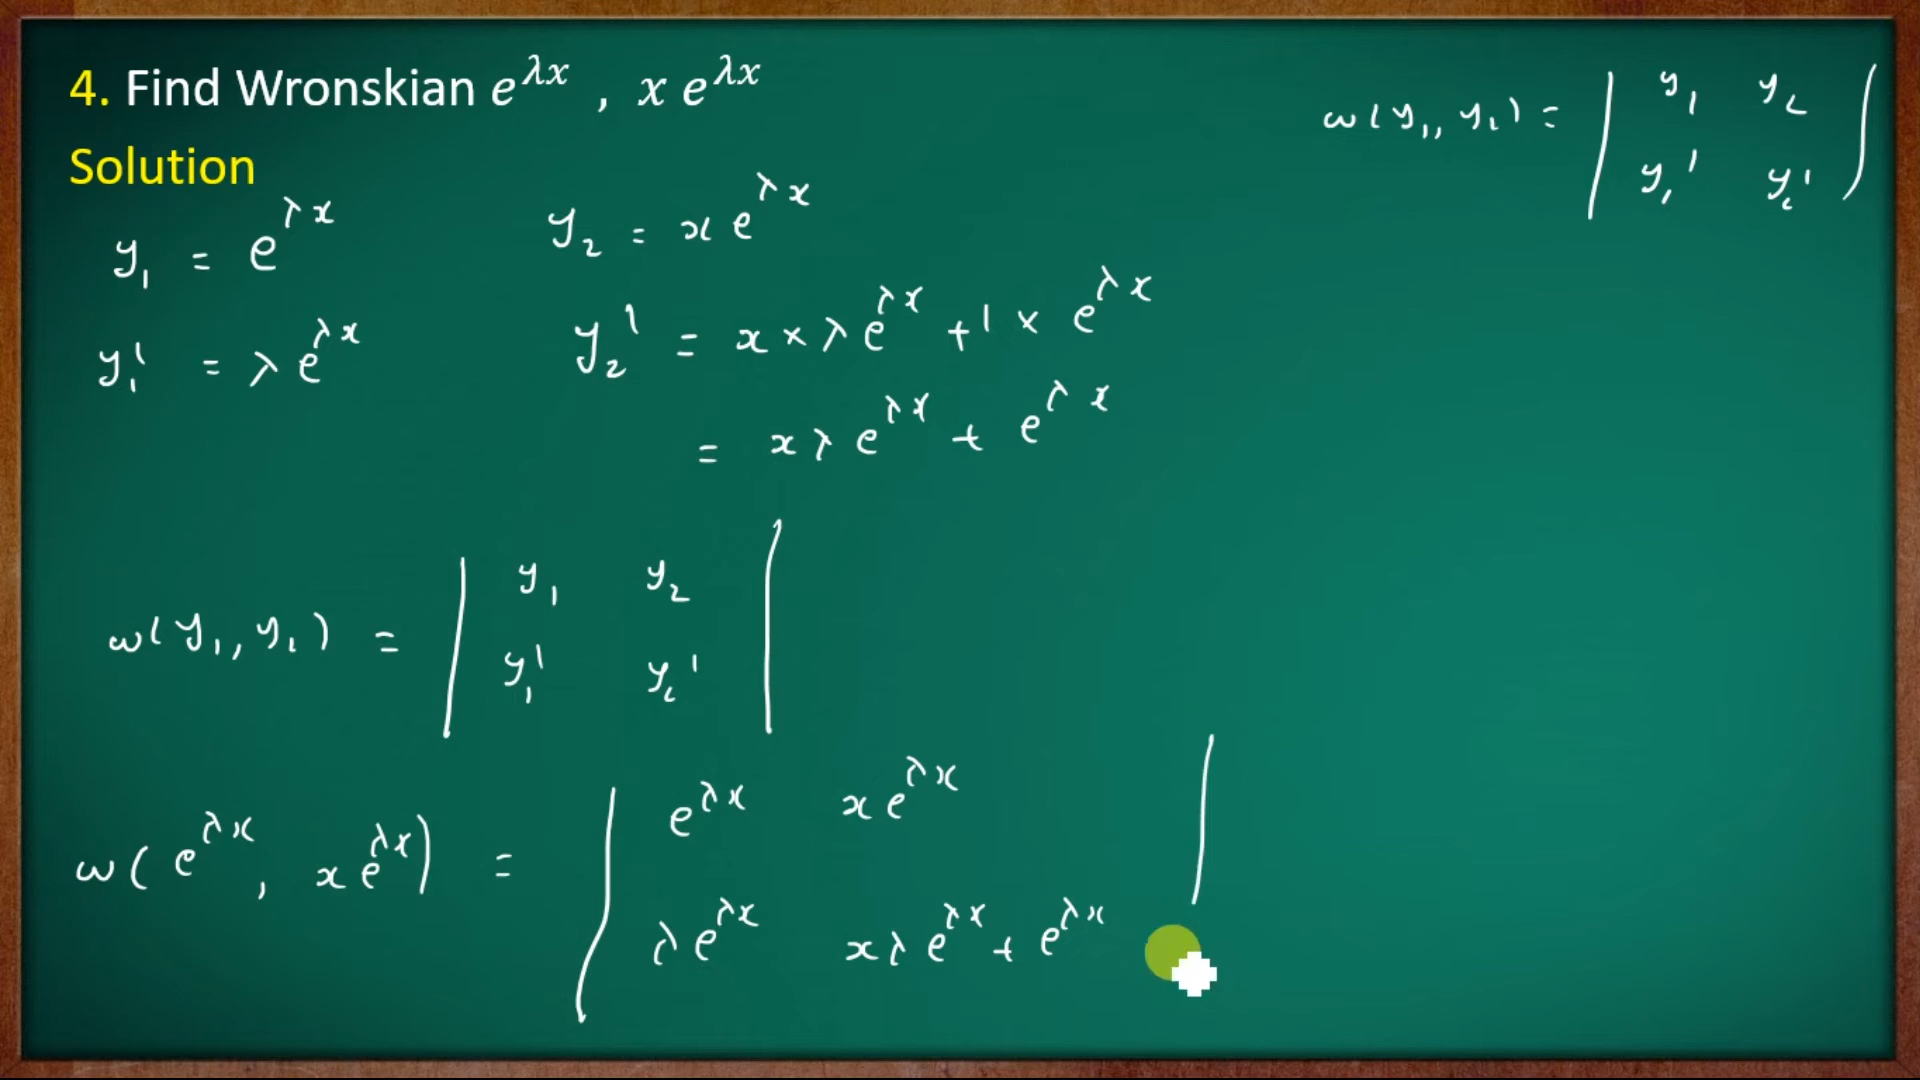 4. Find Wronskian e^{λx} , x e^{λx}
Solution
w(y₁, y₂) = | y₁ y₂ |
| y₁' y₂' |
y₁ = e^{λx} y₂ = x e^{λx}
y₁' = λ e^{λx} y₂' = x × λ e^{λx} + 1 × e^{λx}
= x λ e^{λx} + e^{λx}
w(y₁, y₂) = | y₁ y₂ |
| y₁' y₂' |
w(e^{λx}, x e^{λx}) = | e^{λx} x e^{λx} |
| λ e^{λx} x λ e^{λx} + e^{λx} |